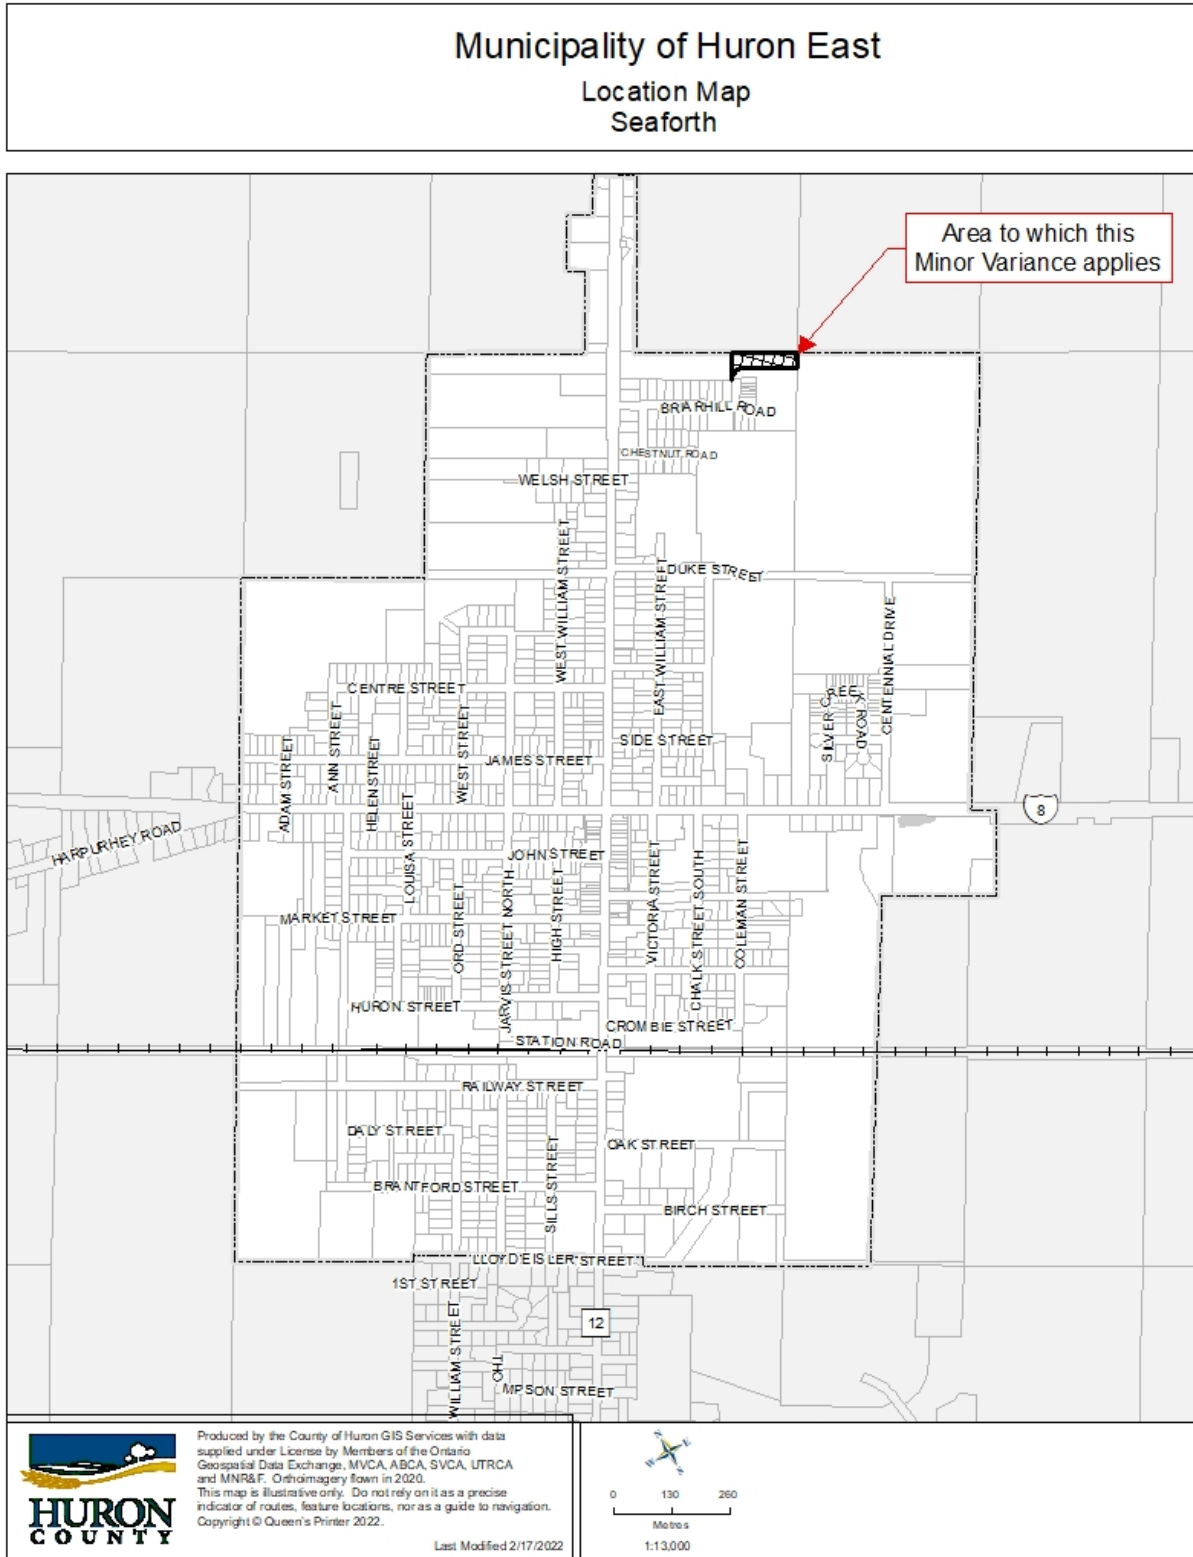 Municipality of Huron East
Location Map
Seaforth
Area to which this
Minor Variance applies
BRIARHILL ROAD
CHESTNUT ROAD
WELSH STREET
WEST WILLIAM STREET
EAST WILLIAM STREET
DUKE STREET
CENTENNIAL DRIVE
CENTRE STREET
SILVER CREEK ROAD
SIDE STREET
ANN STREET
WEST STREET
ADAM STREET
HELEN STREET
JAMES STREET
LOUISA STREET
8
HARPURHEY ROAD
JOHN STREET
VICTORIA STREET
COLEMAN STREET
CHALK STREET SOUTH
MARKET STREET
ORD STREET
JARVIS STREET NORTH
HIGH STREET
HURON STREET
CROMBIE STREET
STATION ROAD
RAILWAY STREET
DALY STREET
OAK STREET
SILLS STREET
BRANTFORD STREET
BIRCH STREET
LLOYD EISLER STREET
1ST STREET
12
WILLIAM STREET
THOMPSON STREET
HURON
COUNTY
Produced by the County of Huron GIS Services with data
supplied under License by Members of the Ontario
Geospatial Data Exchange, MVCA, ABCA, SVCA, UTRCA
and MNR&F. Orthoimagery flown in 2020.
This map is illustrative only. Do not rely on it as a precise
indicator of routes, feature locations, nor as a guide to navigation.
Copyright © Queen's Printer 2022.
Last Modified 2/17/2022
N
E
W
S
0 130 260
Metres
1:13,000